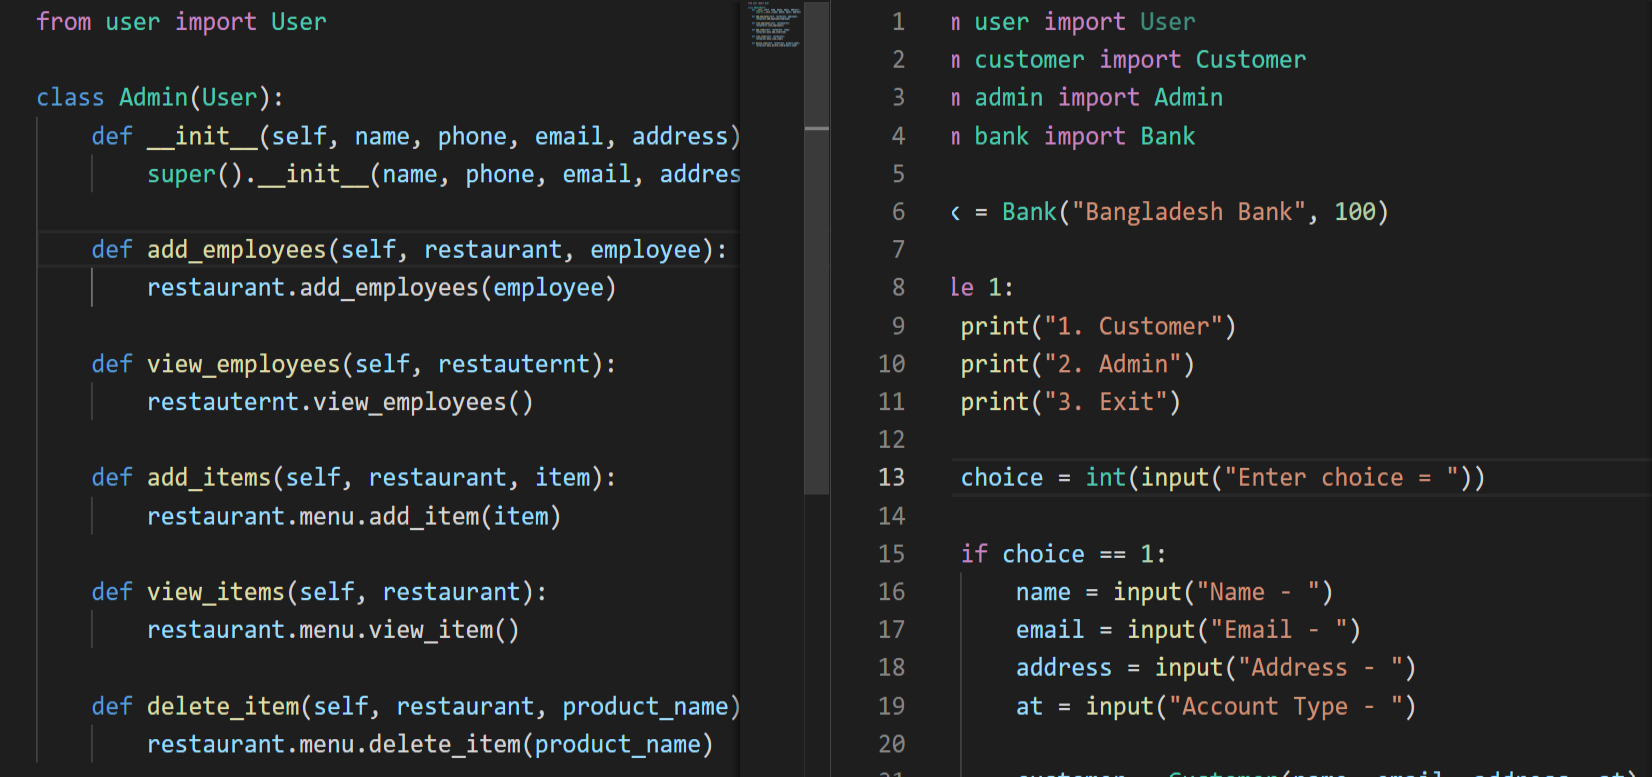 from user import User
class Admin(User):
def __init__(self, name, phone, email, address)
super().__init__(name, phone, email, addres
def add_employees(self, restaurant, employee):
restaurant.add_employees(employee)
def view_employees(self, restauternt):
restauternt.view_employees()
def add_items(self, restaurant, item):
restaurant.menu.add_item(item)
def view_items(self, restaurant):
restaurant.menu.view_item()
def delete_item(self, restaurant, product_name)
restaurant.menu.delete_item(product_name)
1 m user import User
2 m customer import Customer
3 m admin import Admin
4 m bank import Bank
5
6 k = Bank("Bangladesh Bank", 100)
7
8 le 1:
9 print("1. Customer")
10 print("2. Admin")
11 print("3. Exit")
12
13 choice = int(input("Enter choice = "))
14
15 if choice == 1:
16 name = input("Name - ")
17 email = input("Email - ")
18 address = input("Address - ")
19 at = input("Account Type - ")
20
21 customer = Customer(name, email, address, at)